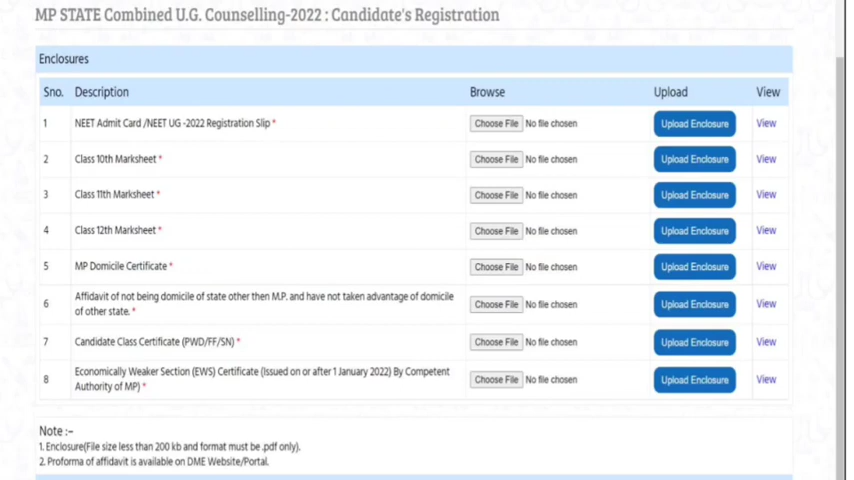 MP STATE Combined U.G. Counselling-2022 : Candidate's Registration
Enclosures
Sno. Description Browse Upload View
1 NEET Admit Card /NEET UG -2022 Registration Slip * Choose File No file chosen Upload Enclosure View
2 Class 10th Marksheet * Choose File No file chosen Upload Enclosure View
3 Class 11th Marksheet * Choose File No file chosen Upload Enclosure View
4 Class 12th Marksheet * Choose File No file chosen Upload Enclosure View
5 MP Domicile Certificate * Choose File No file chosen Upload Enclosure View
6 Affidavit of not being domicile of state other then M.P. and have not taken advantage of domicile
of other state. * Choose File No file chosen Upload Enclosure View
7 Candidate Class Certificate (PWD/FF/SN) * Choose File No file chosen Upload Enclosure View
8 Economically Weaker Section (EWS) Certificate (Issued on or after 1 January 2022) By Competent
Authority of MP) * Choose File No file chosen Upload Enclosure View
Note :-
1. Enclosure(File size less than 200 kb and format must be .pdf only).
2. Proforma of affidavit is available on DME Website/Portal.